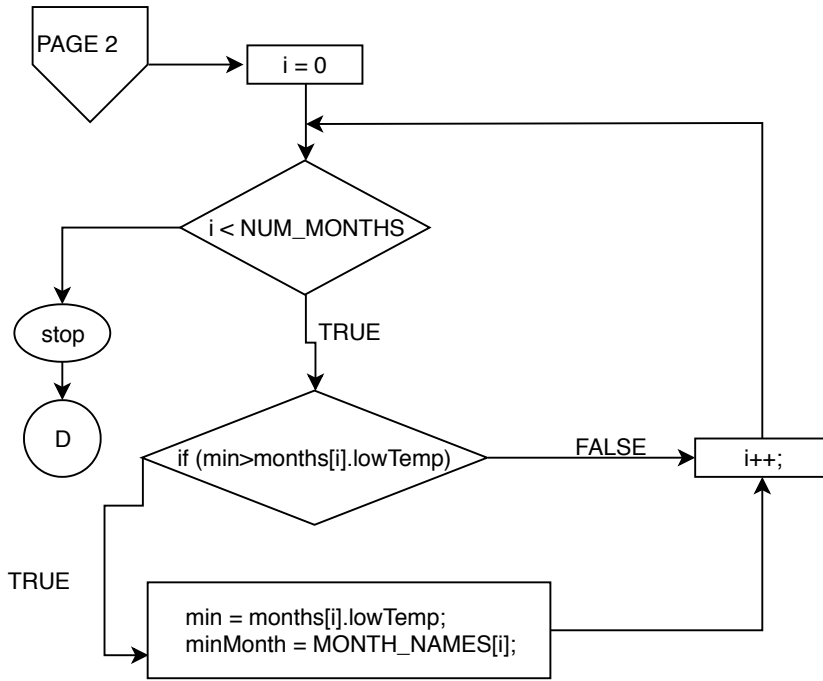 PAGE 2
i = 0
i < NUM_MONTHS
stop
TRUE
D
if (min>months[i].lowTemp)
FALSE
i++;
TRUE
min = months[i].lowTemp;
minMonth = MONTH_NAMES[i];